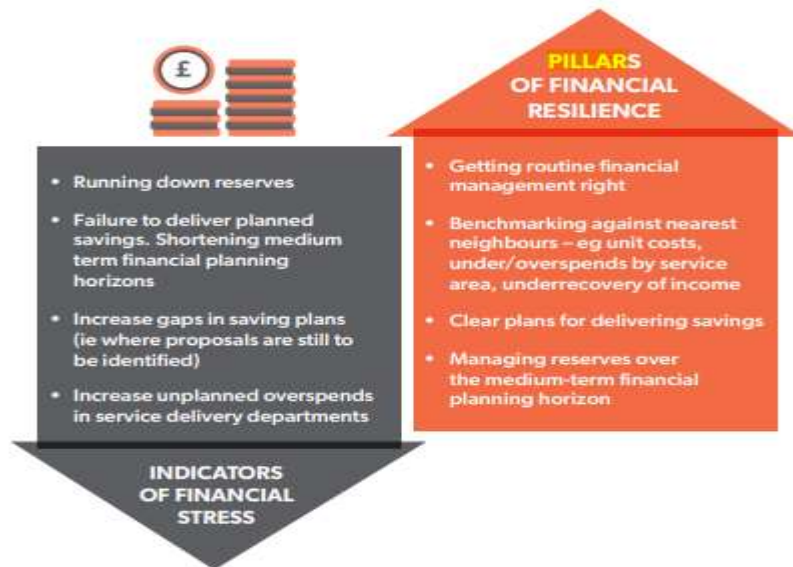 £
• Running down reserves
• Failure to deliver planned
savings. Shortening medium
term financial planning
horizons
• Increase gaps in saving plans
(ie where proposals are still to
be identified)
• Increase unplanned overspends
in service delivery departments
INDICATORS
OF FINANCIAL
STRESS
PILLARS
OF FINANCIAL
RESILIENCE
• Getting routine financial
management right
• Benchmarking against nearest
neighbours – eg unit costs,
under/overspends by service
area, underrecovery of income
• Clear plans for delivering savings
• Managing reserves over
the medium-term financial
planning horizon